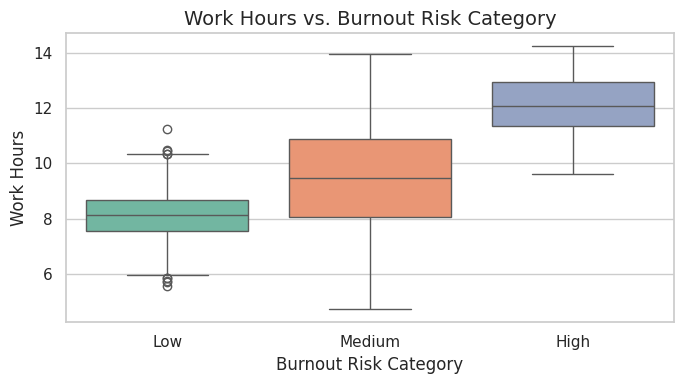 Work Hours vs. Burnout Risk Category
14
12
10
8
6
Work Hours
Low Medium High
Burnout Risk Category